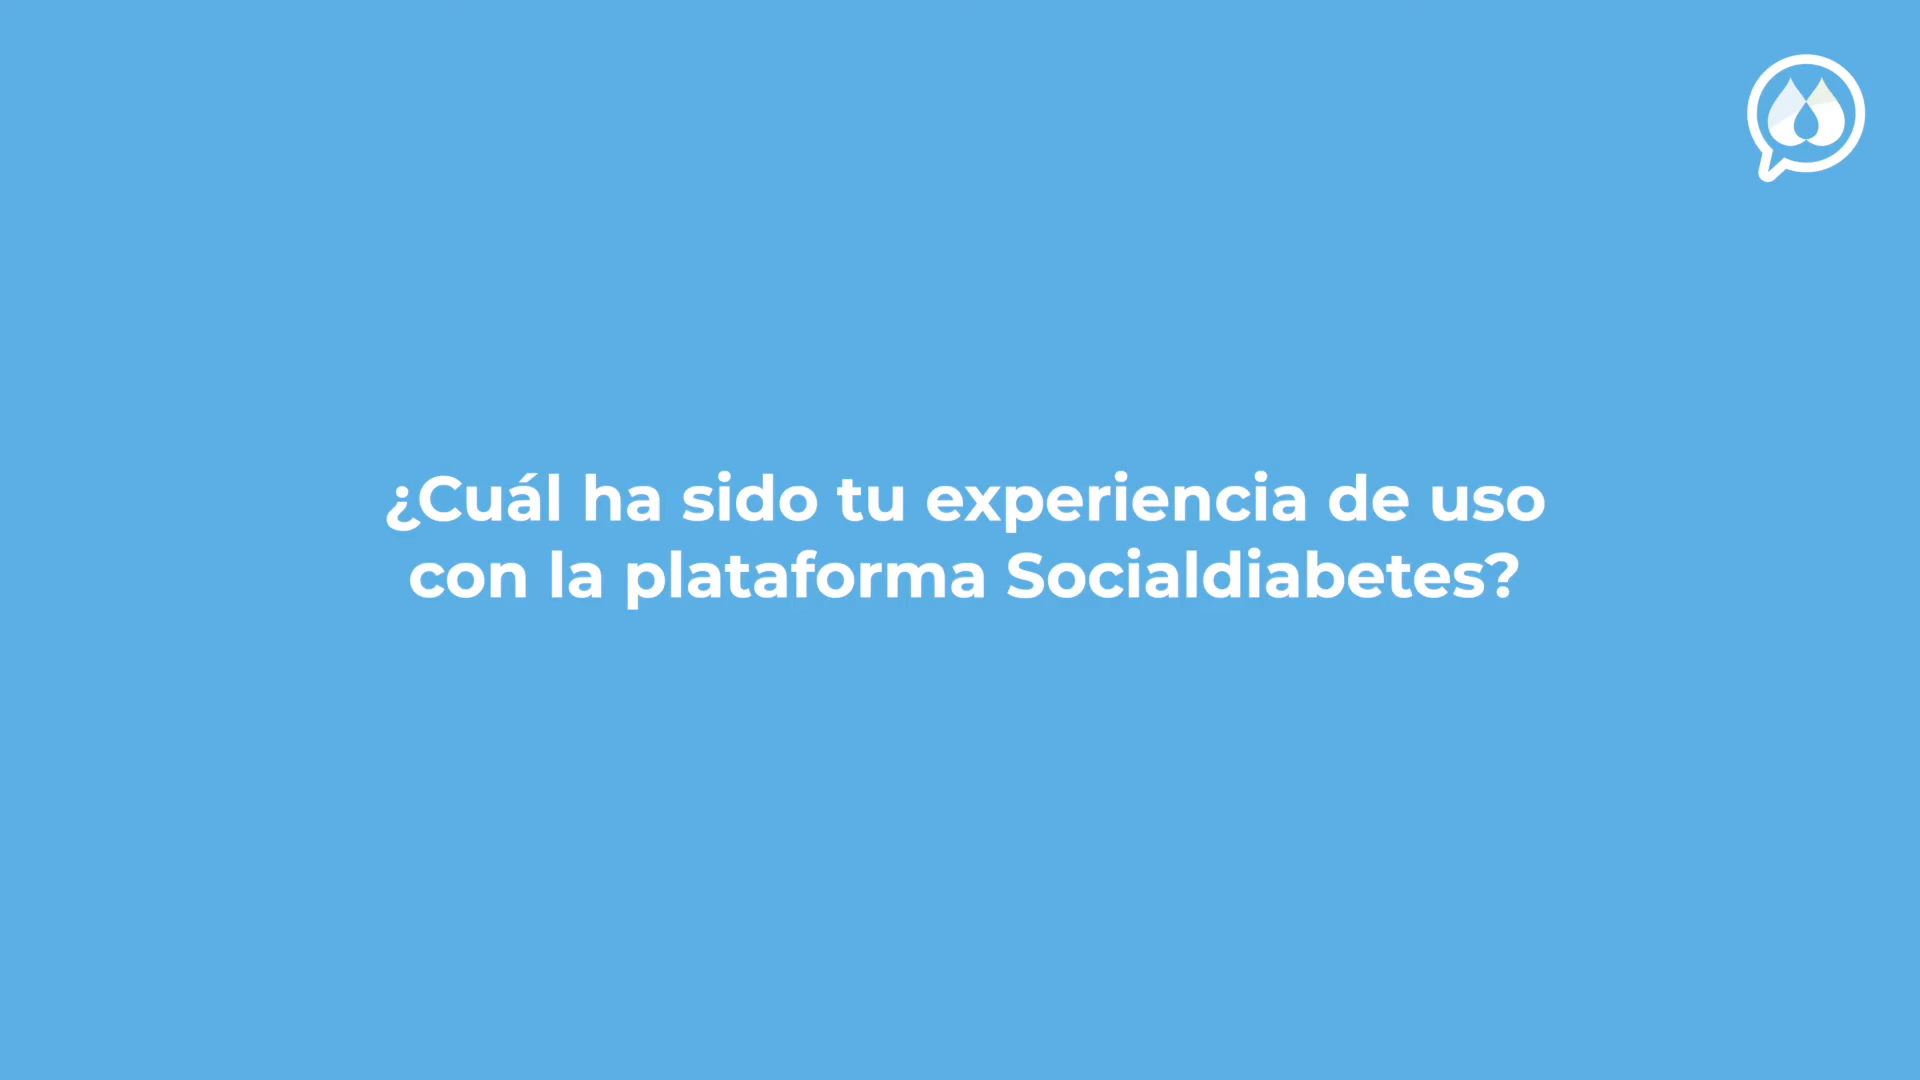 ¿Cuál ha sido tu experiencia de uso
con la plataforma Socialdiabetes?